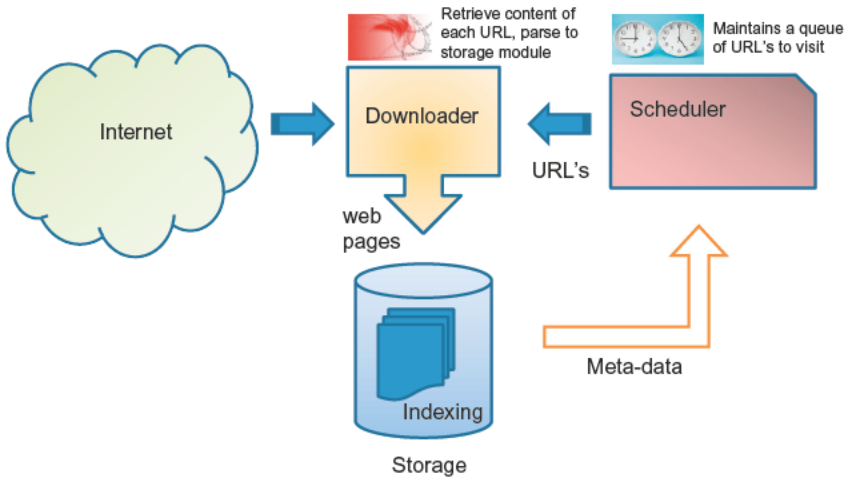 Retrieve content of
each URL, parse to
storage module
Maintains a queue
of URL's to visit
Internet
Downloader
Scheduler
URL's
web
pages
Meta-data
Indexing
Storage